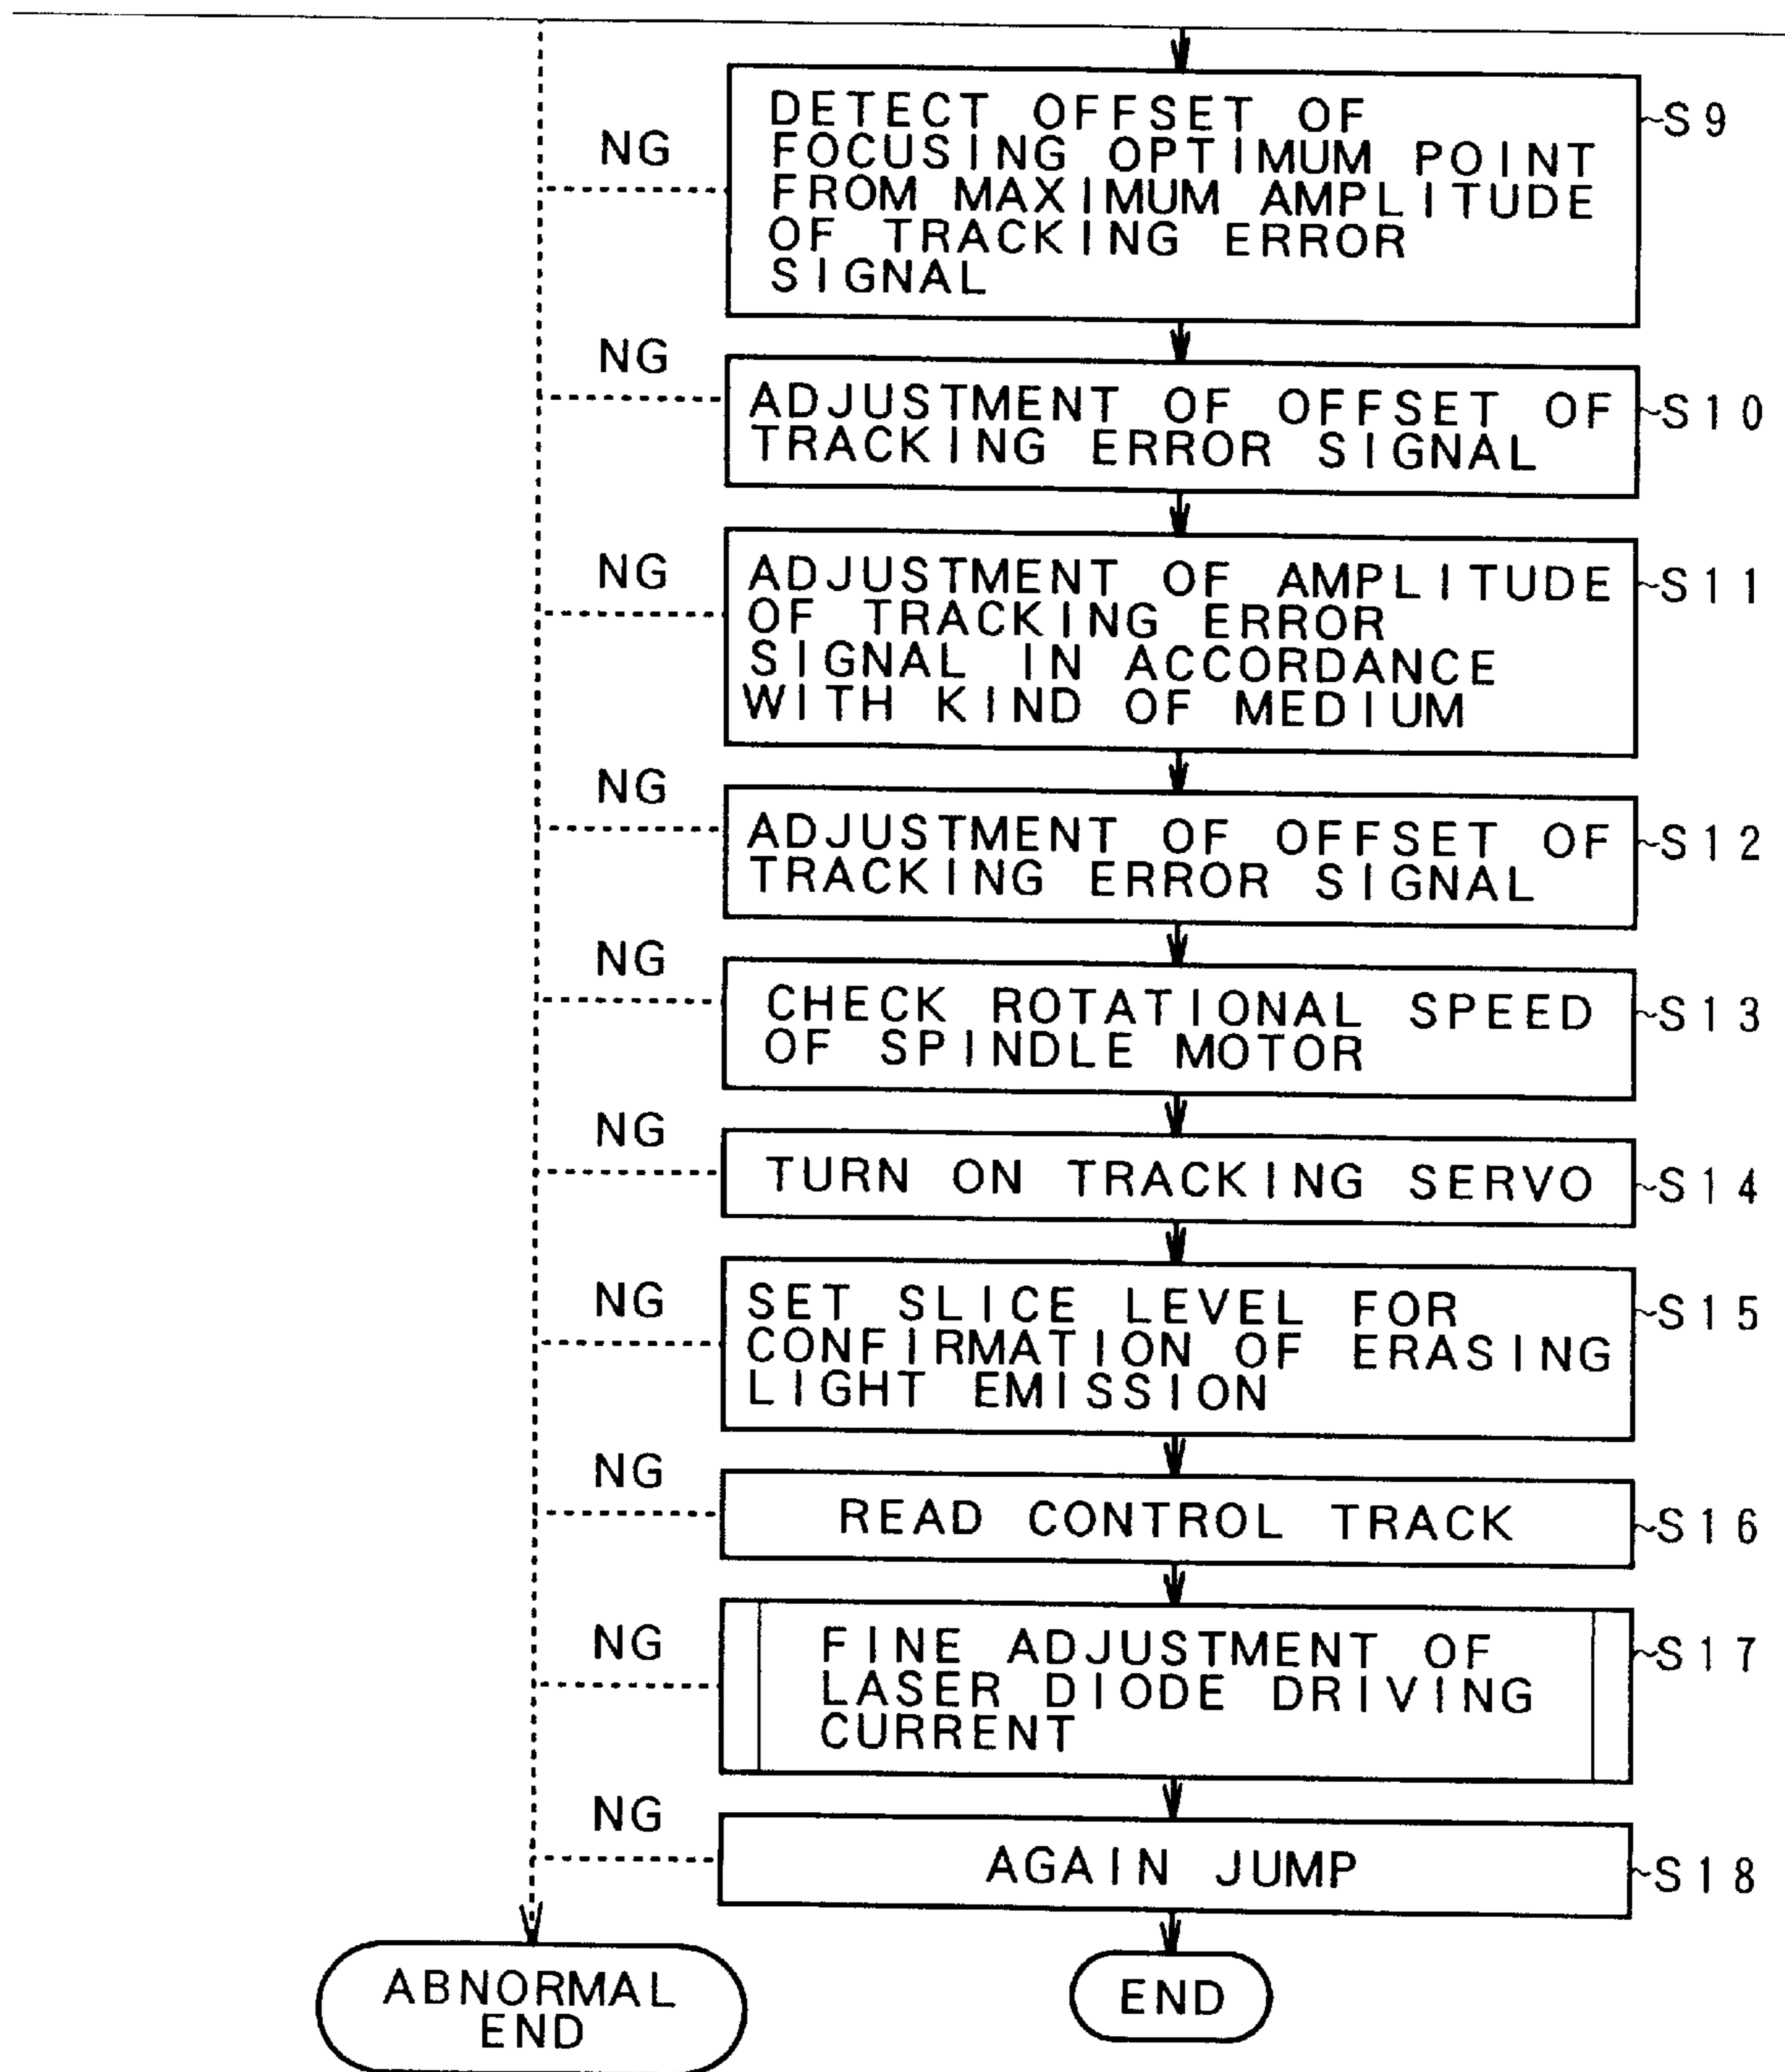 DETECT OFFSET OF
FOCUSING OPTIMUM POINT
FROM MAXIMUM AMPLITUDE
OF TRACKING ERROR
SIGNAL
S9
NG
ADJUSTMENT OF OFFSET OF
TRACKING ERROR SIGNAL
S10
NG
ADJUSTMENT OF AMPLITUDE
OF TRACKING ERROR
SIGNAL IN ACCORDANCE
WITH KIND OF MEDIUM
S11
NG
ADJUSTMENT OF OFFSET OF
TRACKING ERROR SIGNAL
S12
NG
CHECK ROTATIONAL SPEED
OF SPINDLE MOTOR
S13
NG
TURN ON TRACKING SERVO
S14
NG
SET SLICE LEVEL FOR
CONFIRMATION OF ERASING
LIGHT EMISSION
S15
NG
READ CONTROL TRACK
S16
NG
FINE ADJUSTMENT OF
LASER DIODE DRIVING
CURRENT
S17
NG
AGAIN JUMP
S18
NG
ABNORMAL
END
END